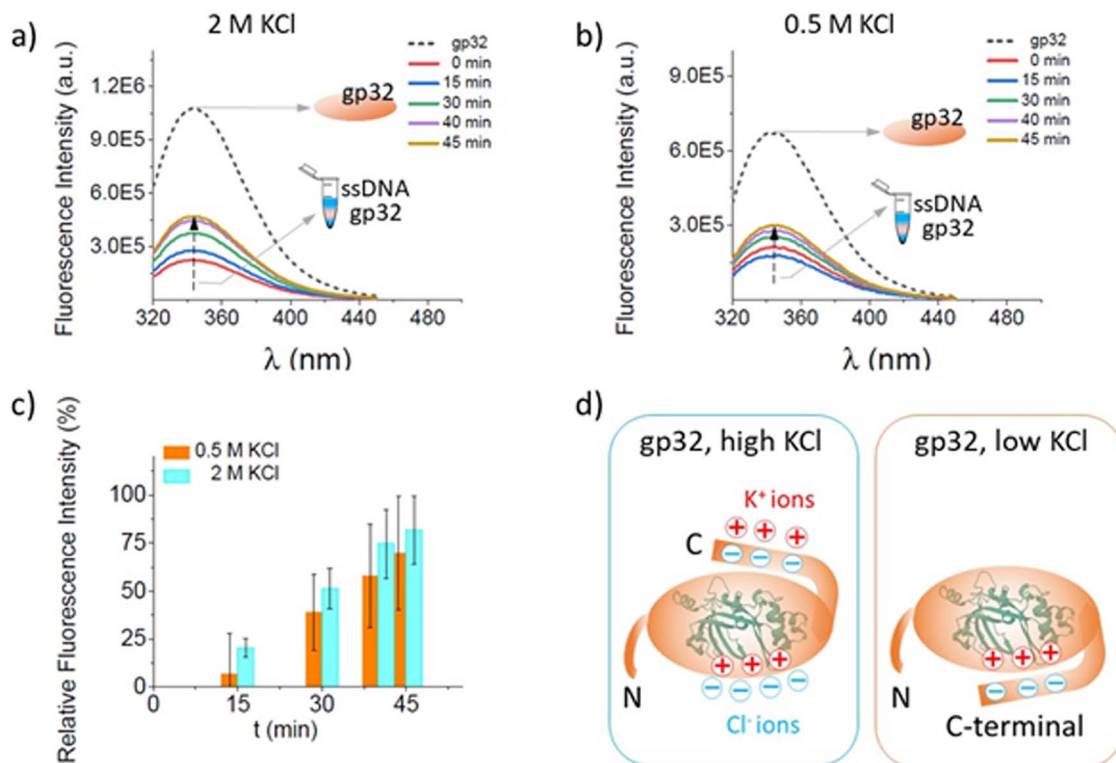 a)
2 M KCl
Fluorescence Intensity (a.u.)
1.2E6
9.0E5
6.0E5
3.0E5
gp32
0 min
15 min
30 min
40 min
45 min
gp32
ssDNA
gp32
320 360 400 440 480
λ (nm)
b)
0.5 M KCl
Fluorescence Intensity (a.u.)
9.0E5
6.0E5
3.0E5
gp32
0 min
15 min
30 min
40 min
45 min
gp32
ssDNA
gp32
320 360 400 440 480
λ (nm)
c)
Relative Fluorescence Intensity (%)
0.5 M KCl
2 M KCl
100
75
50
25
0
0 15 30 45
t (min)
d)
gp32, high KCl
K⁺ ions
+ + +
C
− − −
+ + +
− − − −
N
Cl⁻ ions
gp32, low KCl
+ + +
− − −
N
C-terminal